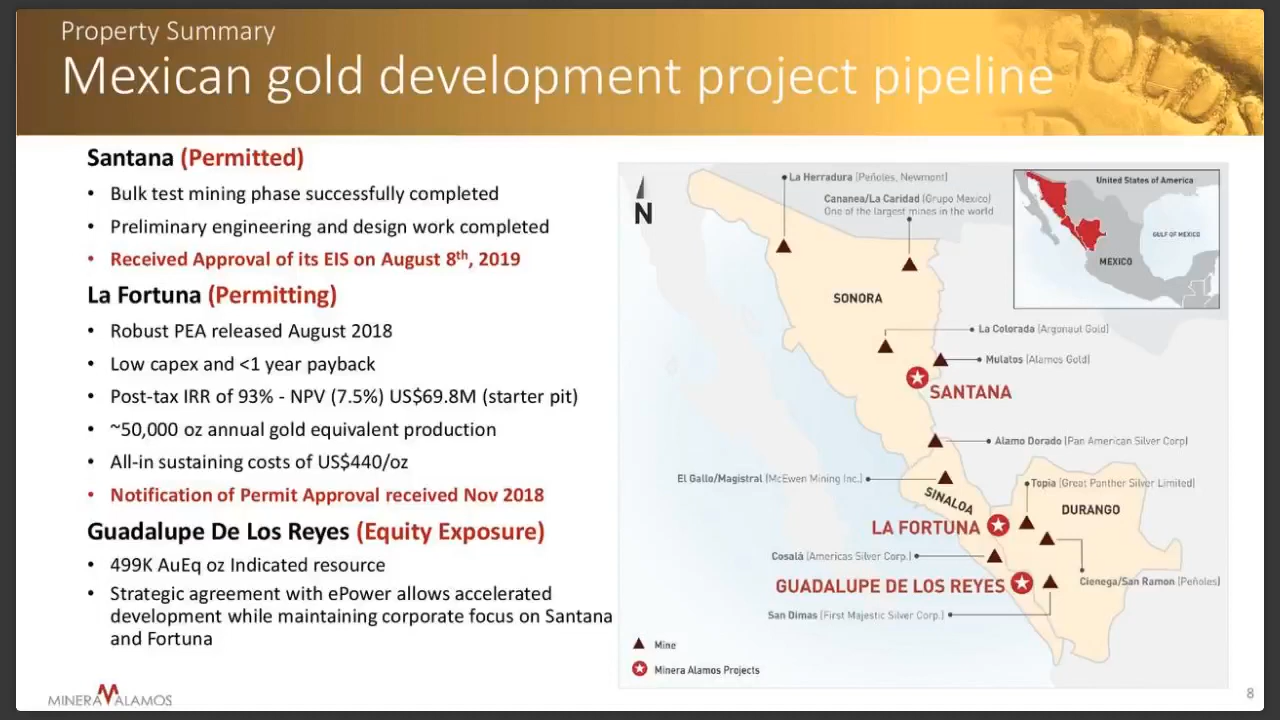 Property Summary
Mexican gold development project pipeline
Santana (Permitted)
• Bulk test mining phase successfully completed
• Preliminary engineering and design work completed
• Received Approval of its EIS on August 8th, 2019
La Fortuna (Permitting)
• Robust PEA released August 2018
• Low capex and <1 year payback
• Post-tax IRR of 93% - NPV (7.5%) US$69.8M (starter pit)
• ~50,000 oz annual gold equivalent production
• All-in sustaining costs of US$440/oz
• Notification of Permit Approval received Nov 2018
Guadalupe De Los Reyes (Equity Exposure)
• 499K AuEq oz Indicated resource
• Strategic agreement with ePower allows accelerated
development while maintaining corporate focus on Santana
and Fortuna
MINERA ALAMOS
N
La Herradura (Peñoles, Newmont)
Cananea/La Caridad (Grupo Mexico)
One of the largest mines in the world
United States of America
GULF OF MEXICO
MEXICO
SONORA
La Colorada (Argonaut Gold)
Mulatos (Alamos Gold)
SANTANA
Alamo Dorado (Pan American Silver Corp)
El Gallo/Magistral (McEwen Mining Inc.)
SINALOA
Topia (Great Panther Silver Limited)
DURANGO
LA FORTUNA
Cosalá (Americas Silver Corp.)
GUADALUPE DE LOS REYES
Cienega/San Ramon (Peñoles)
San Dimas (First Majestic Silver Corp.)
Mine
Minera Alamos Projects
8
GOLD